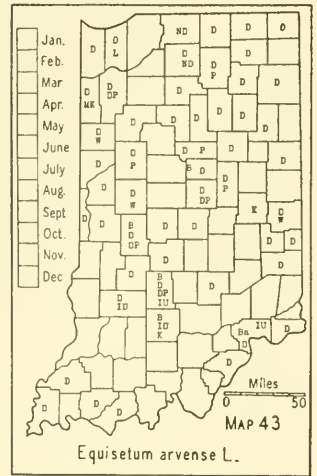 Jan.
Feb.
Mar
Apr.
May
June
July
Aug.
Sept
Oct.
Nov.
Dec
ND D D D
D O L
D ND D
D P
D MK
D DP
D D D
D
D
D W
D P
D
D
D P
B D
D DP
D P
D
D W
K
D W
D D
B D DP
D D D
D D
D
D IU
B D DP IU
D
B IU K
Ba D
IU
D
D
D
D
D D D
Miles
0 50
MAP 43
Equisetum arvense L.